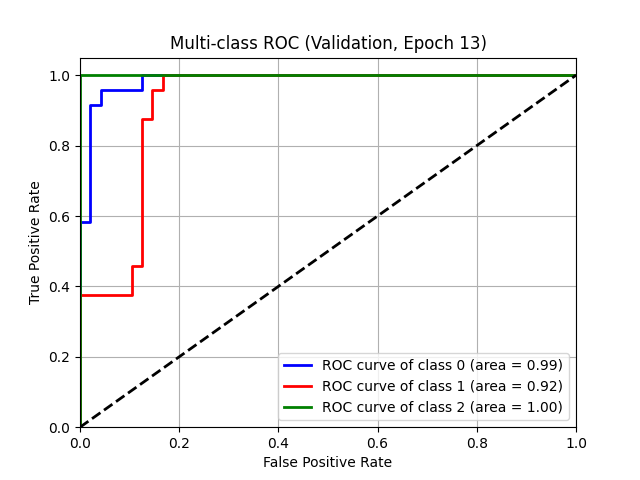 Multi-class ROC (Validation, Epoch 13)
True Positive Rate
1.0
0.8
0.6
0.4
0.2
0.0
ROC curve of class 0 (area = 0.99)
ROC curve of class 1 (area = 0.92)
ROC curve of class 2 (area = 1.00)
0.0 0.2 0.4 0.6 0.8 1.0
False Positive Rate